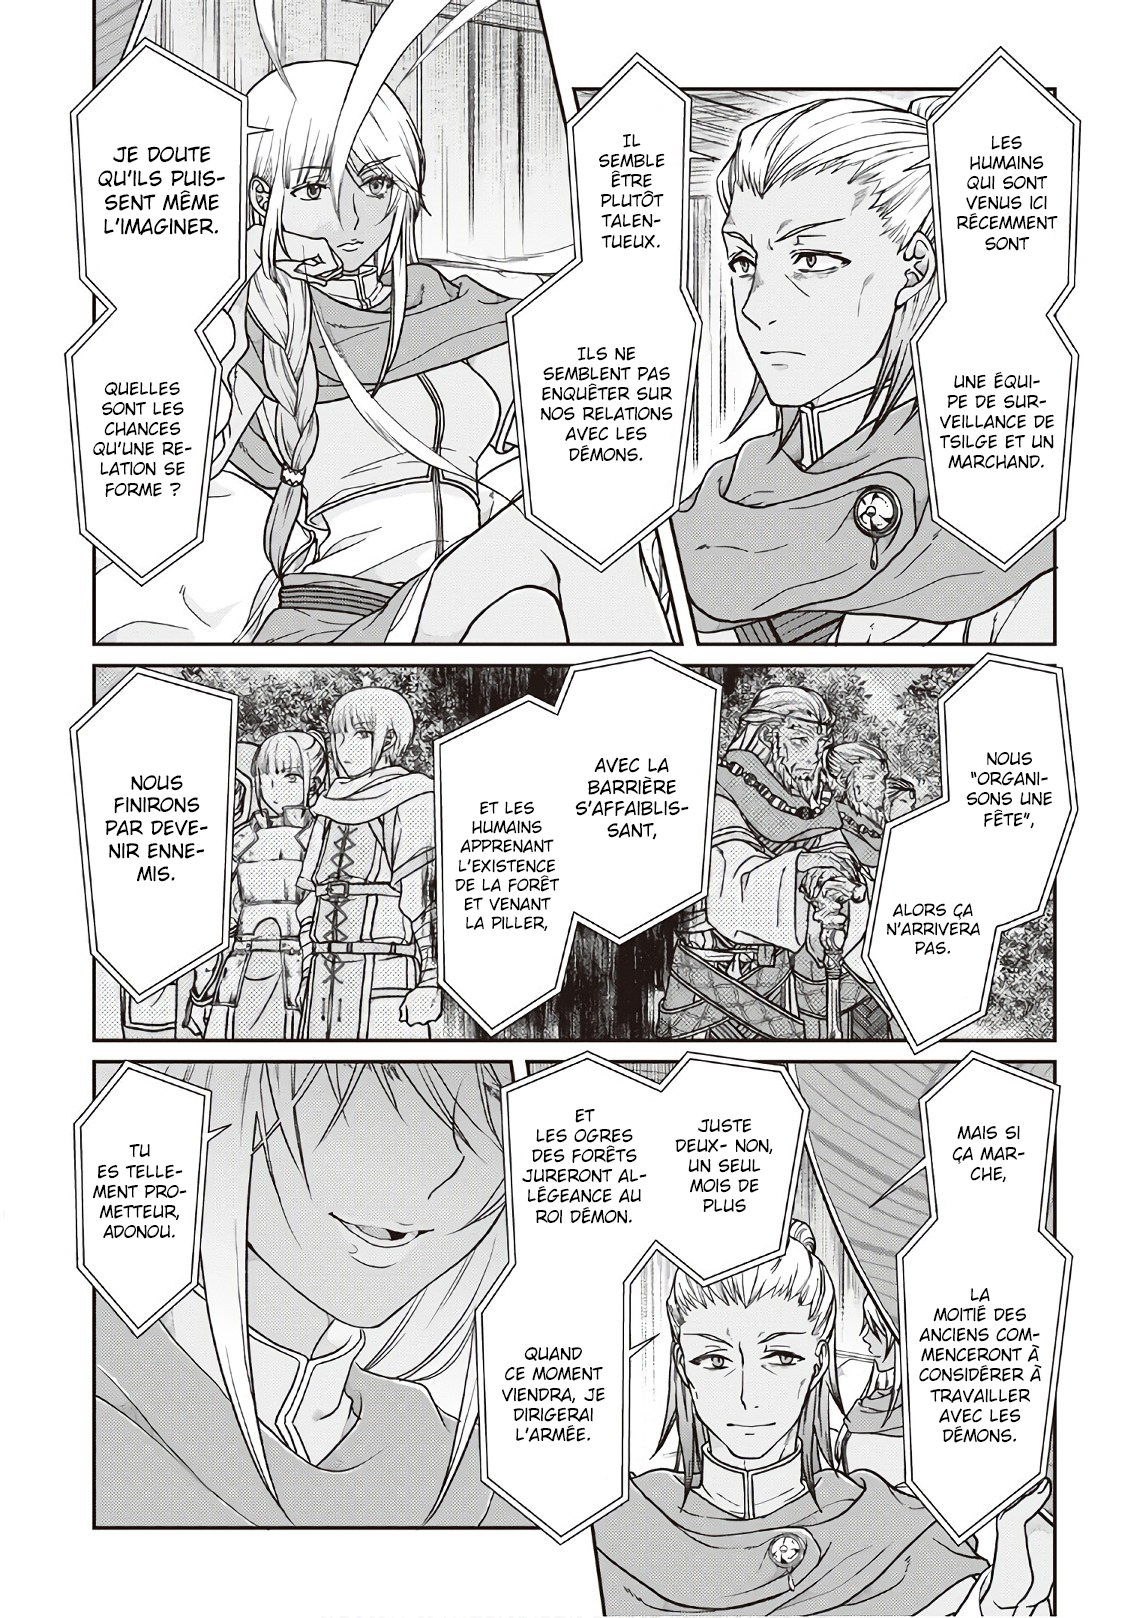 LES
HUMAINS
QUI SONT
VENUS ICI
RÉCEMMENT
SONT
UNE ÉQUI-
PE DE SUR-
VEILLANCE DE
TSILGE ET UN
MARCHAND.
IL
SEMBLE
ÊTRE
PLUTÔT
TALEN-
TUEUX.
ILS NE
SEMBLENT PAS
ENQUÊTER SUR
NOS RELATIONS
AVEC LES
DÉMONS.
JE DOUTE
QU'ILS PUIS-
SENT MÊME
L'IMAGINER.
QUELLES
SONT LES
CHANCES
QU'UNE RE-
LATION SE
FORME ?
NOUS
"ORGANI-
SONS UNE
FÊTE",
ALORS ÇA
N'ARRIVERA
PAS.
AVEC LA
BARRIÈRE
S'AFFAIBLIS-
SANT,
ET LES
HUMAINS
APPRENANT
L'EXISTENCE
DE LA FORÊT
ET VENANT
LA PILLER,
NOUS
FINIRONS
PAR DEVE-
NIR ENNE-
MIS.
MAIS SI
ÇA MAR-
CHE,
LA
MOITIÉ DES
ANCIENS COM-
MENCERONT À
CONSIDÉRER À
TRAVAILLER
AVEC LES
DÉMONS.
JUSTE
DEUX- NON,
UN SEUL
MOIS DE
PLUS
ET
LES OGRES
DES FORÊTS
JURERONT AL-
LÉGEANCE AU
ROI DÉMON.
QUAND
CE MOMENT
VIENDRA, JE
DIRIGERAI
L'ARMÉE.
TU
ES TELLE-
MENT PRO-
METTEUR,
ADONOU.